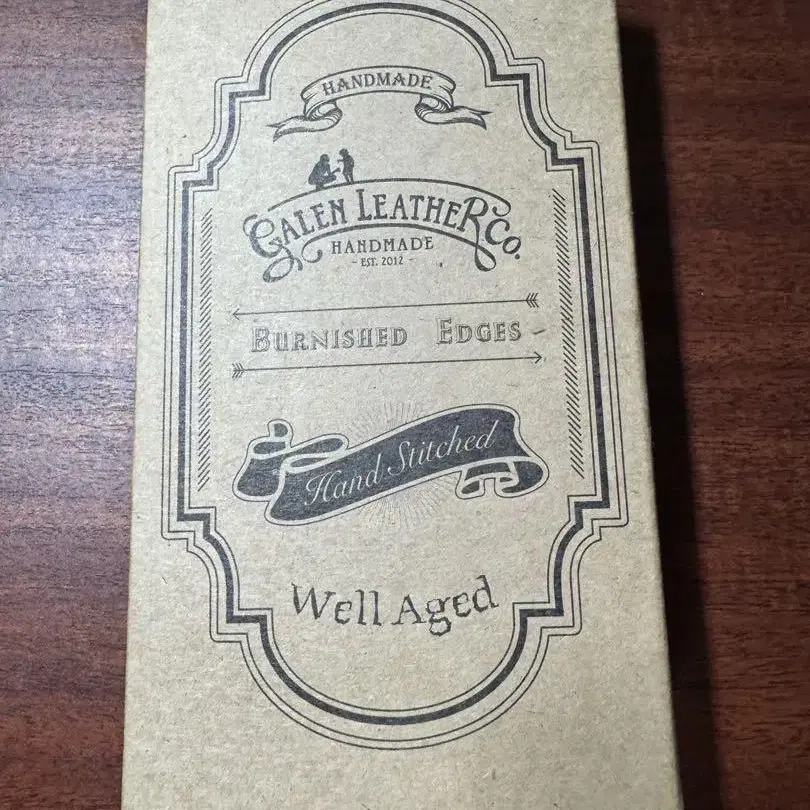 HANDMADE
GALEN LEATHER Co.
HANDMADE
- EST. 2012 -
BURNISHED EDGES
Hand Stitched
Well Aged